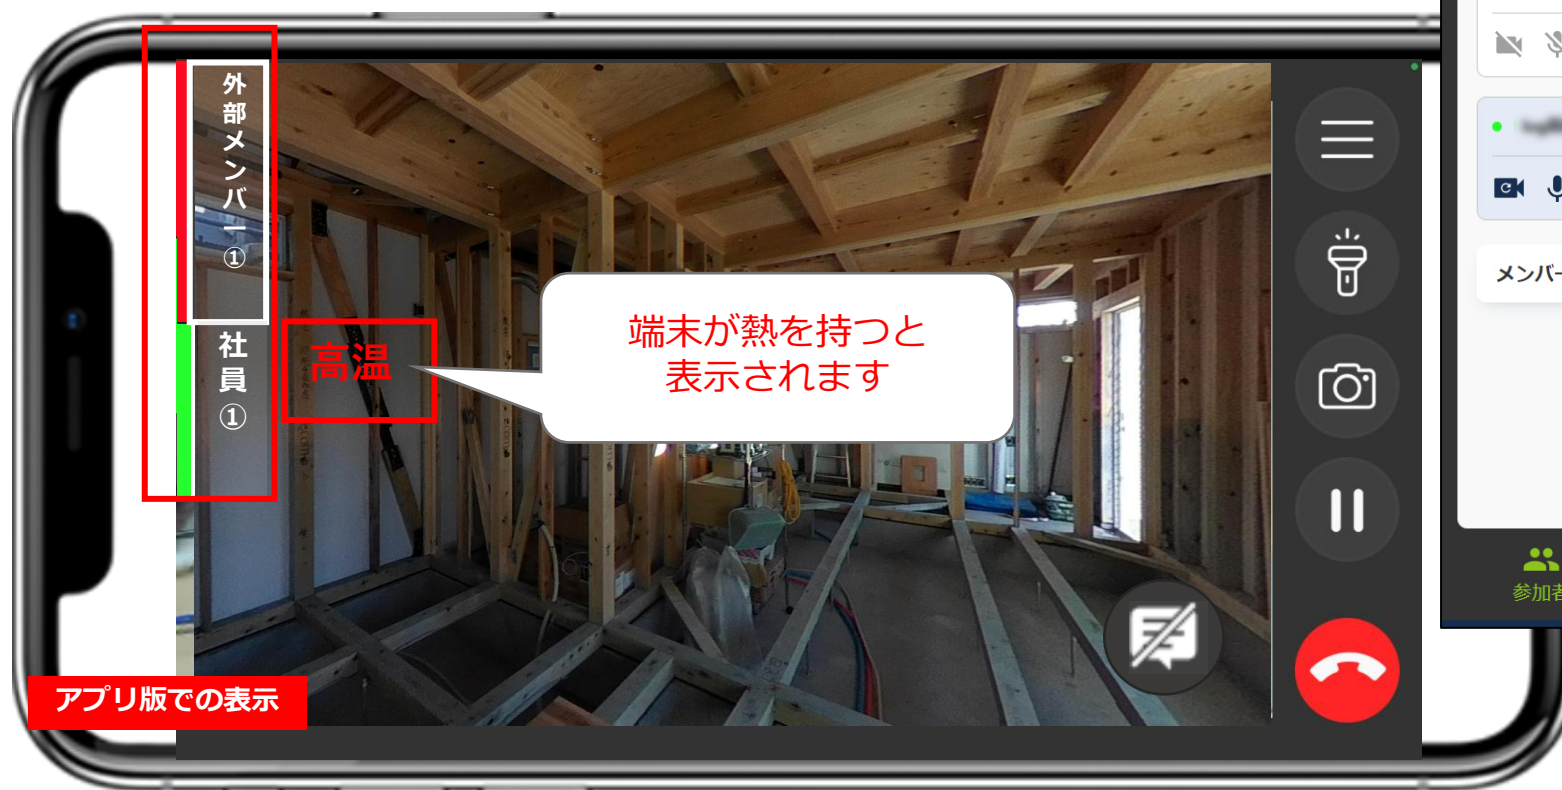 外部メンバー①
社員①
高温
端末が熱を持つと
表示されます
アプリ版での表示
メンバー
参加者